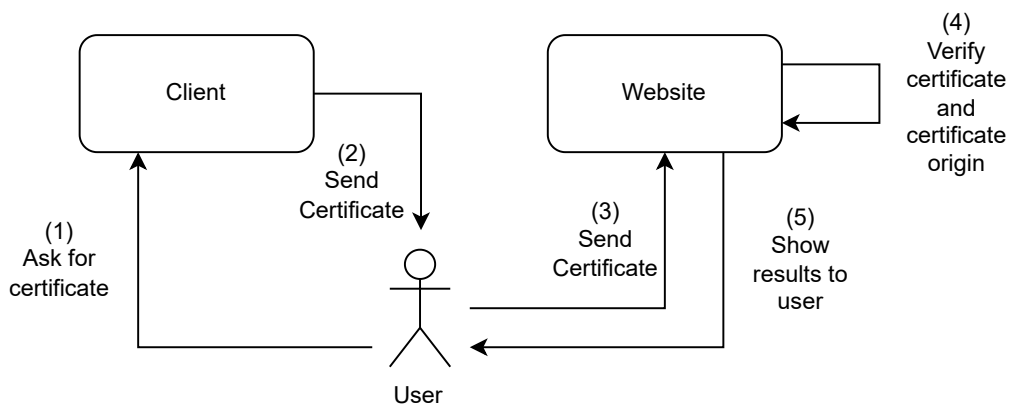 Client
Website
(4)
Verify
certificate
and
certificate
origin
(2)
Send
Certificate
(1)
Ask for
certificate
(3)
Send
Certificate
(5)
Show
results to
user
User